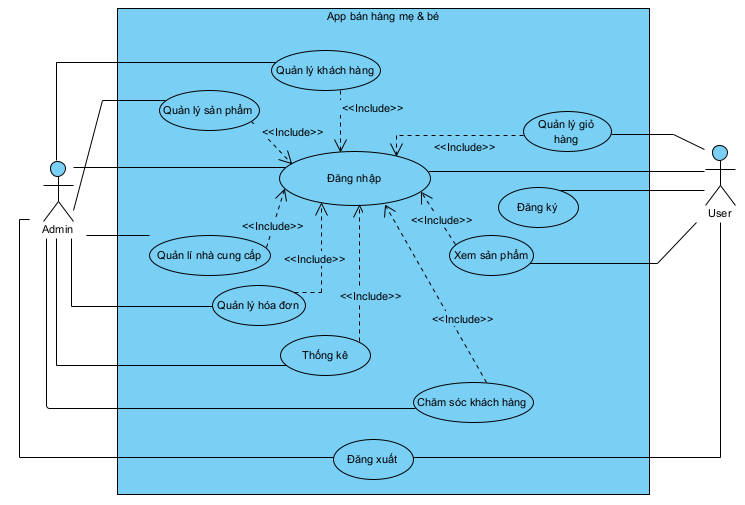 App bán hàng mẹ & bé
Quản lý khách hàng
Quản lý sản phẩm
<<Include>>
<<Include>>
Quản lý giỏ
hàng
<<Include>>
Đăng nhập
Admin
User
Đăng ký
<<Include>>
<<Include>>
Quản lí nhà cung cấp
<<Include>>
Xem sản phẩm
<<Include>>
Quản lý hóa đơn
<<Include>>
Thống kê
Chăm sóc khách hàng
Đăng xuất